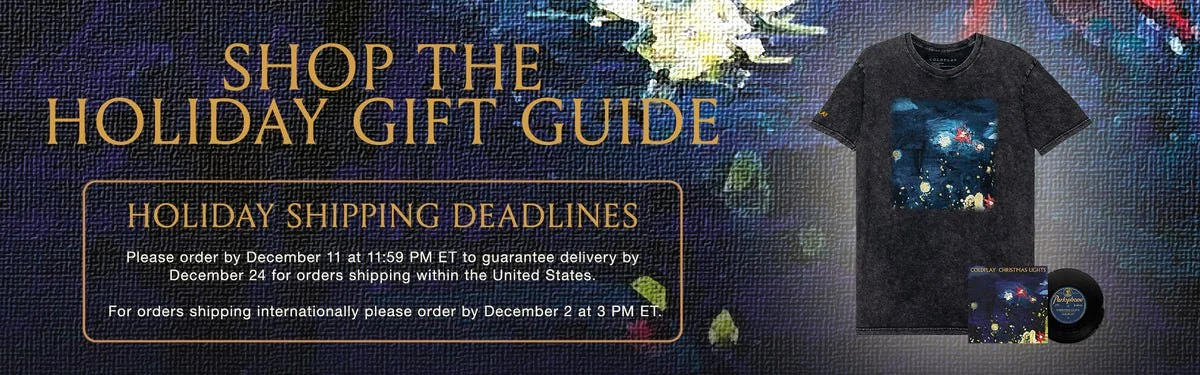 SHOP THE
HOLIDAY GIFT GUIDE
HOLIDAY SHIPPING DEADLINES
Please order by December 11 at 11:59 PM ET to guarantee delivery by
December 24 for orders shipping within the United States.
For orders shipping internationally please order by December 2 at 3 PM ET.
COLDPLAY
COLDPLAY CHRISTMAS LIGHTS
Parlophone